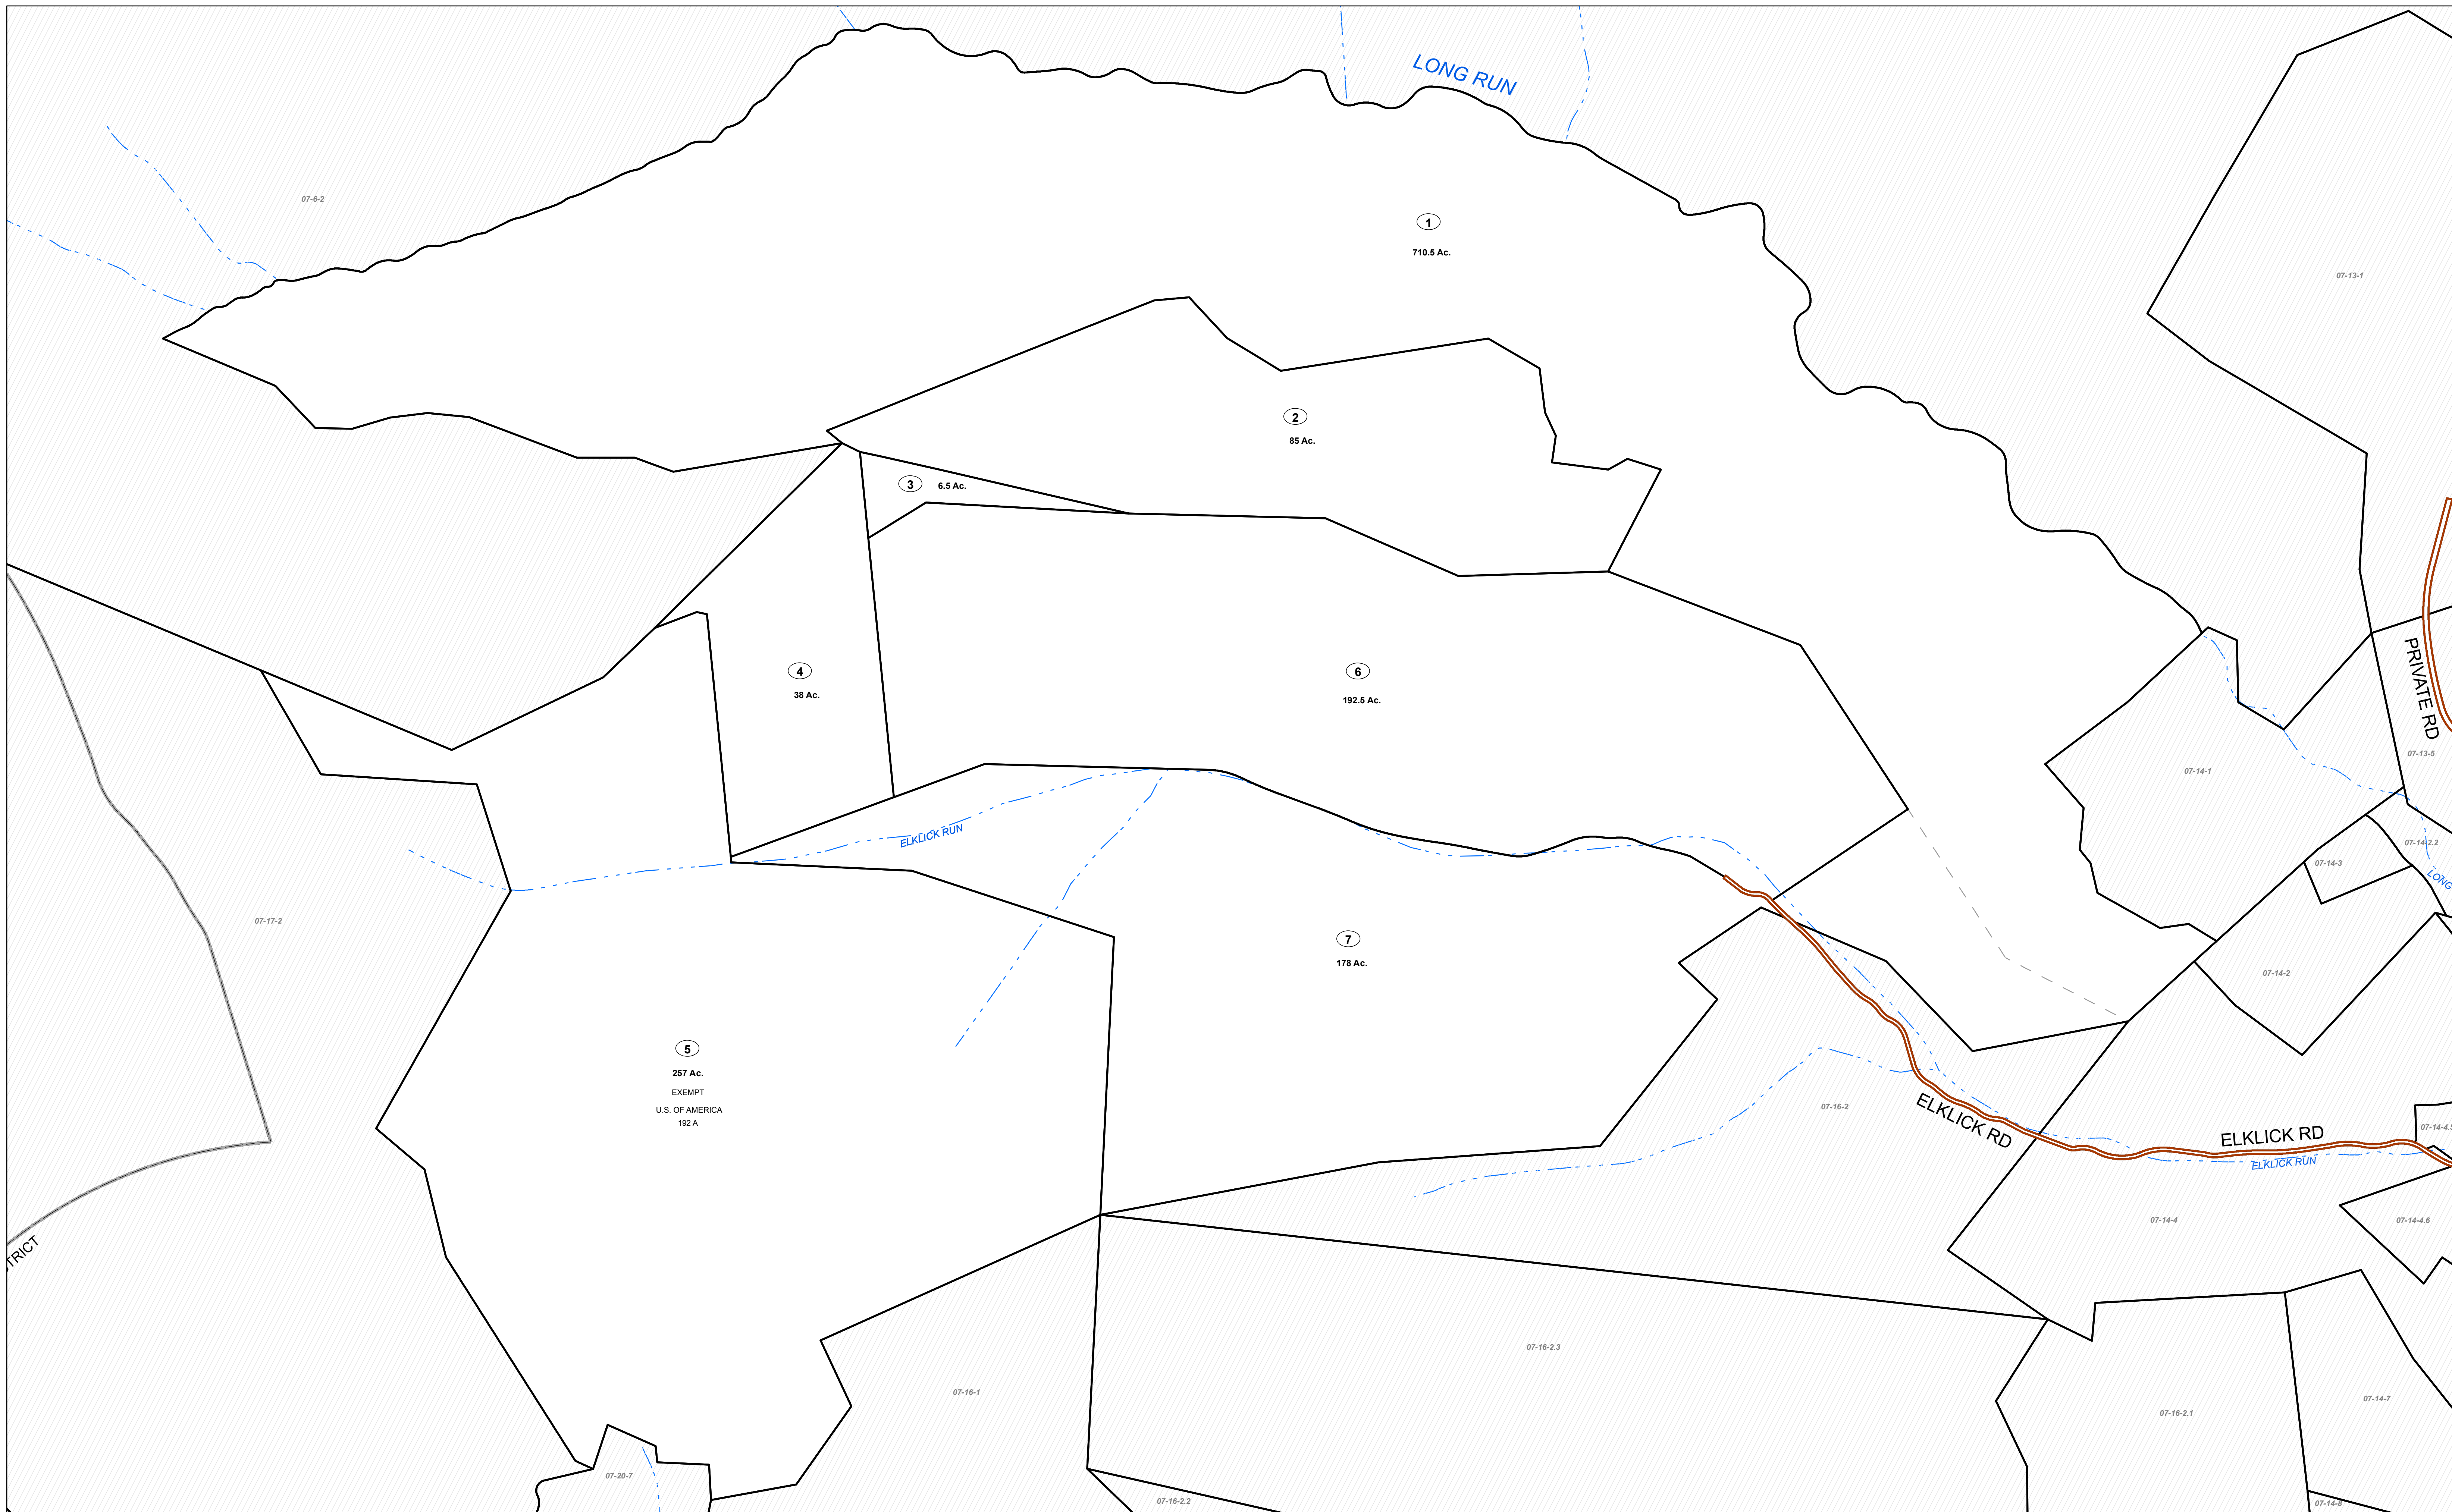 LONG RUN
07-6-2
1
710.5 Ac.
07-13-1
2
85 Ac.
3
6.5 Ac.
4
38 Ac.
6
192.5 Ac.
PRIVATE RD
07-13-5
07-14-1
ELKLICK RUN
07-14-2.2
07-14-3
LONG
07-17-2
7
178 Ac.
07-14-2
5
257 Ac.
EXEMPT
U.S. OF AMERICA
192 A
07-16-2
ELKLICK RD
ELKLICK RD
ELKLICK RUN
07-14-4
07-14-4.6
TRICT
07-16-2.3
07-16-1
07-16-2.1
07-14-7
07-20-7
07-16-2.2
07-14-8